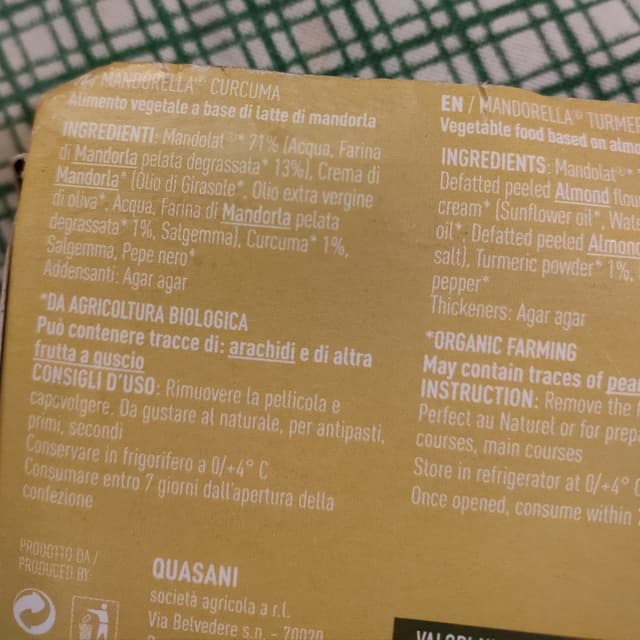 MANDORELLA® CURCUMA
Alimento vegetale a base di latte di mandorla
INGREDIENTI: Mandolat®* 71% (Acqua, Farina
di Mandorla pelata degrassata* 13%), Crema di
Mandorla* (Olio di Girasole*, Olio extra vergine
di oliva*, Acqua, Farina di Mandorla pelata
degrassata* 1%, Salgemma), Curcuma* 1%,
Salgemma, Pepe nero*
Addensanti: Agar agar
*DA AGRICOLTURA BIOLOGICA
Può contenere tracce di: arachidi e di altra
frutta a guscio
CONSIGLI D'USO: Rimuovere la pellicola e
capovolgere. Da gustare al naturale, per antipasti,
primi, secondi
Conservare in frigorifero a 0/+4° C
Consumare entro 7 giorni dall'apertura della
confezione
PRODOTTO DA/
PRODUCED BY
QUASANI
società agricola a r.l.
Via Belvedere s.n. - 70020
EN / MANDORELLA® TURME
Vegetable food based on almo
INGREDIENTS: Mandolat®*
Defatted peeled Almond flou
cream* (Sunflower oil*, Wat
oil*, Defatted peeled Almon
salt), Turmeric powder* 1%,
pepper*
Thickeners: Agar agar
*ORGANIC FARMING
May contain traces of pea
INSTRUCTION: Remove the
Perfect au Naturel or for prep
courses, main courses
Store in refrigerator at 0/+4° C
Once opened, consume within
VALORI